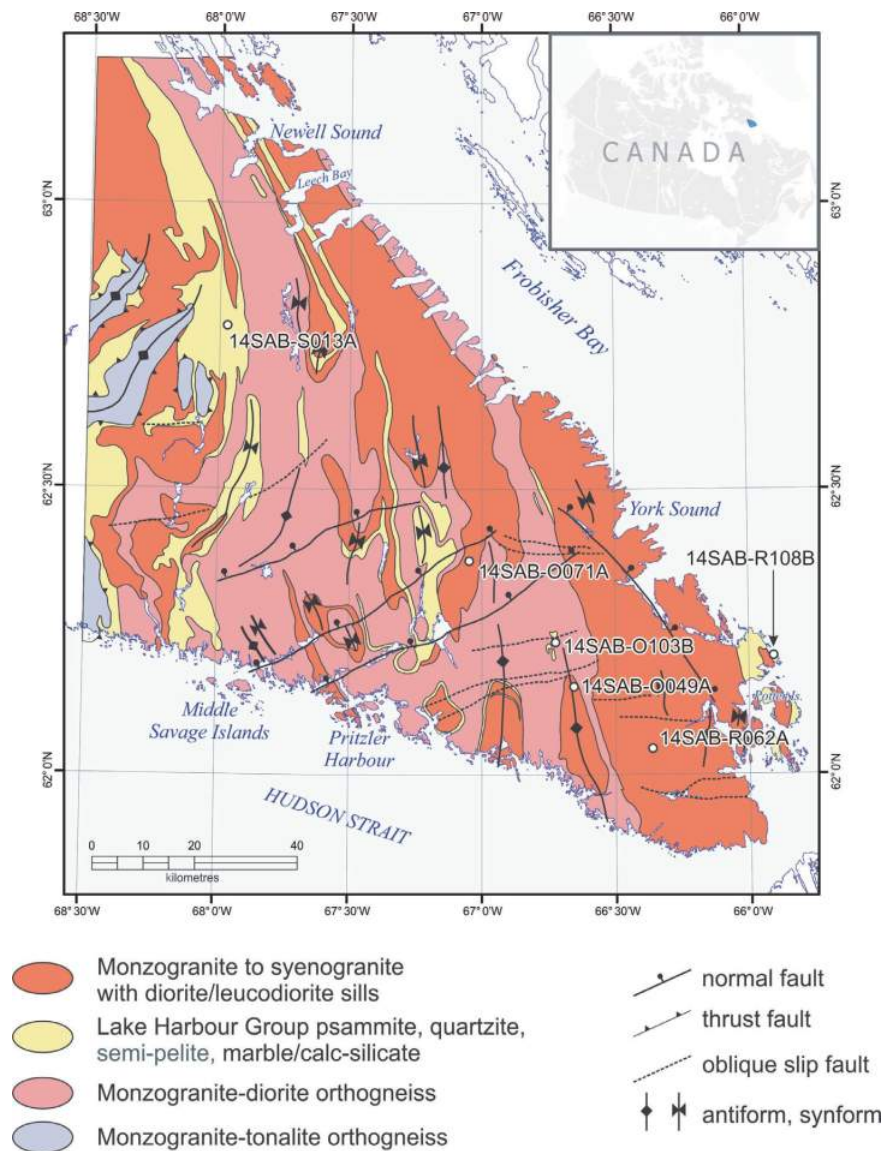 68°30'W 68°0'W 67°30'W 67°0'W 66°30'W 66°0'W
CANADA
Newell Sound
Leech Bay
63°0'N
63°0'N
Frobisher Bay
14SAB-S013A
62°30'N
62°30'N
York Sound
14SAB-R108B
14SAB-O071A
14SAB-O103B
14SAB-O049A
14SAB-R062A
Middle
Savage Islands
Pritzler
Harbour
62°0'N
62°0'N
HUDSON STRAIT
0 10 20 40
kilometres
68°30'W 68°0'W 67°30'W 67°0'W 66°30'W 66°0'W
Monzogranite to syenogranite
with diorite/leucodiorite sills
Lake Harbour Group psammite, quartzite,
semi-pelite, marble/calc-silicate
Monzogranite-diorite orthogneiss
Monzogranite-tonalite orthogneiss
normal fault
thrust fault
oblique slip fault
antiform, synform